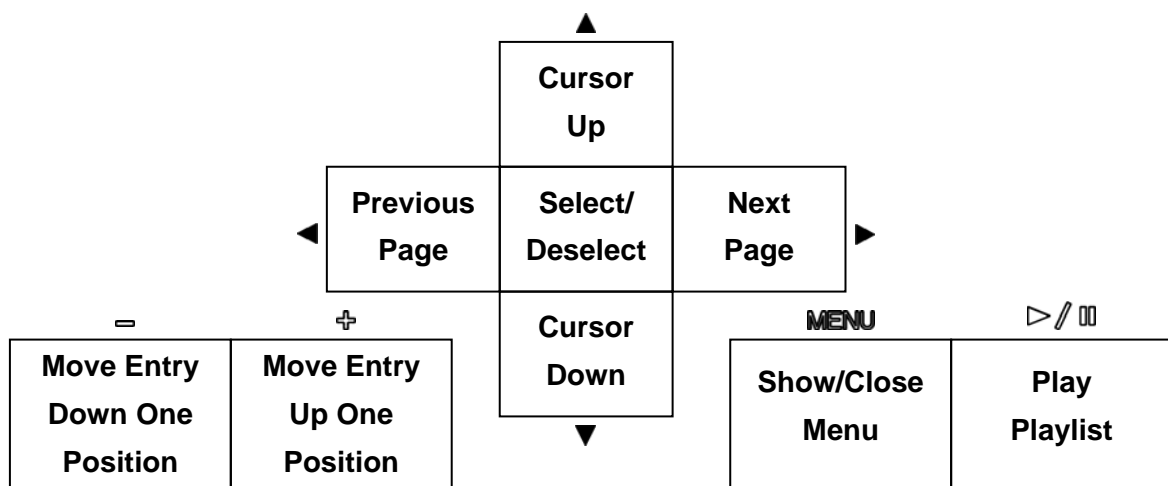 ▲
Cursor
Up
◀ Previous
Page
Select/
Deselect
Next
Page ▶
Cursor
Down
▼
−
Move Entry
Down One
Position
+
Move Entry
Up One
Position
MENU
Show/Close
Menu
▷/II
Play
Playlist